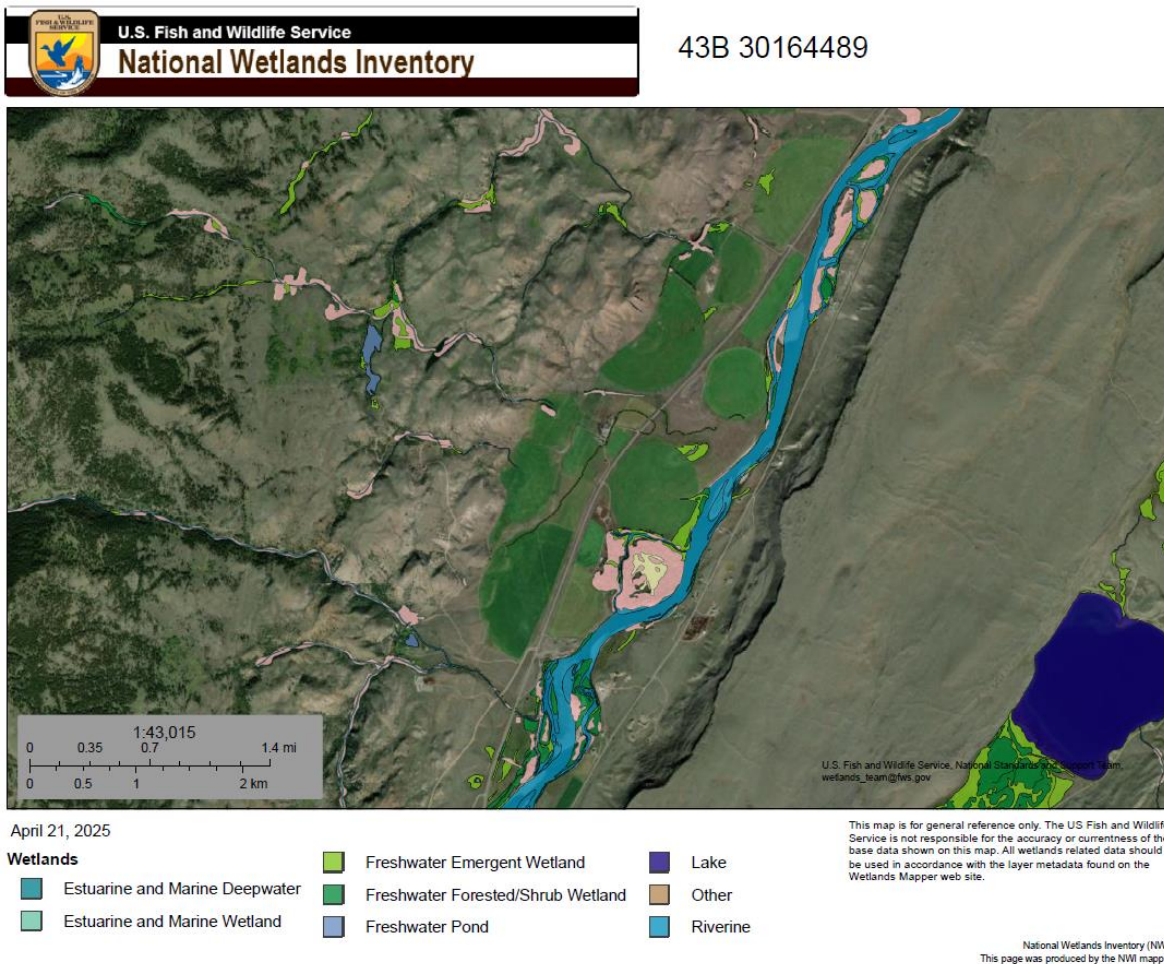 U.S.
FISH & WILDLIFE
SERVICE
U.S. Fish and Wildlife Service
National Wetlands Inventory
43B 30164489
1:43,015
0 0.35 0.7 1.4 mi
0 0.5 1 2 km
U.S. Fish and Wildlife Service, National Standards and Support Team,
wetlands_team@fws.gov
April 21, 2025
This map is for general reference only. The US Fish and Wildlife
Service is not responsible for the accuracy or currentness of the
base data shown on this map. All wetlands related data should
be used in accordance with the layer metadata found on the
Wetlands Mapper web site.
Wetlands
Estuarine and Marine Deepwater
Estuarine and Marine Wetland
Freshwater Emergent Wetland
Freshwater Forested/Shrub Wetland
Freshwater Pond
Lake
Other
Riverine
National Wetlands Inventory (NW
This page was produced by the NWI mapp